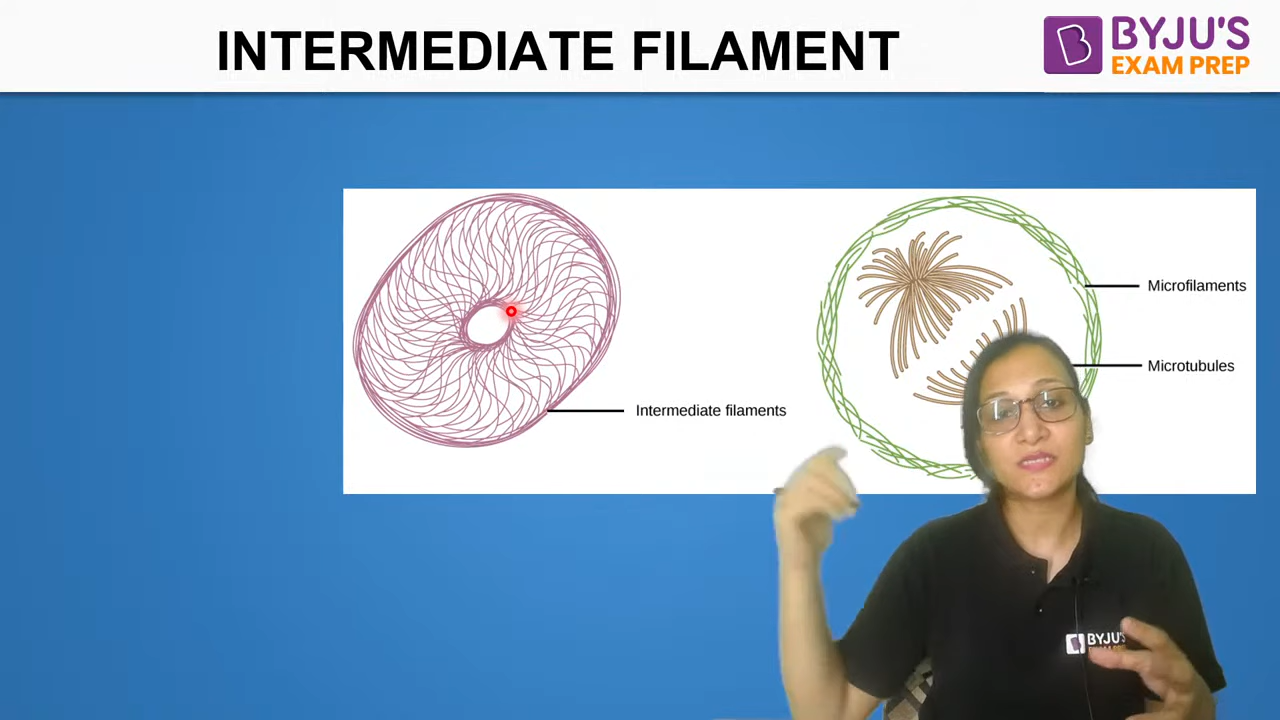 INTERMEDIATE FILAMENT
BYJU'S
EXAM PREP
Microfilaments
Microtubules
Intermediate filaments
BYJU'S